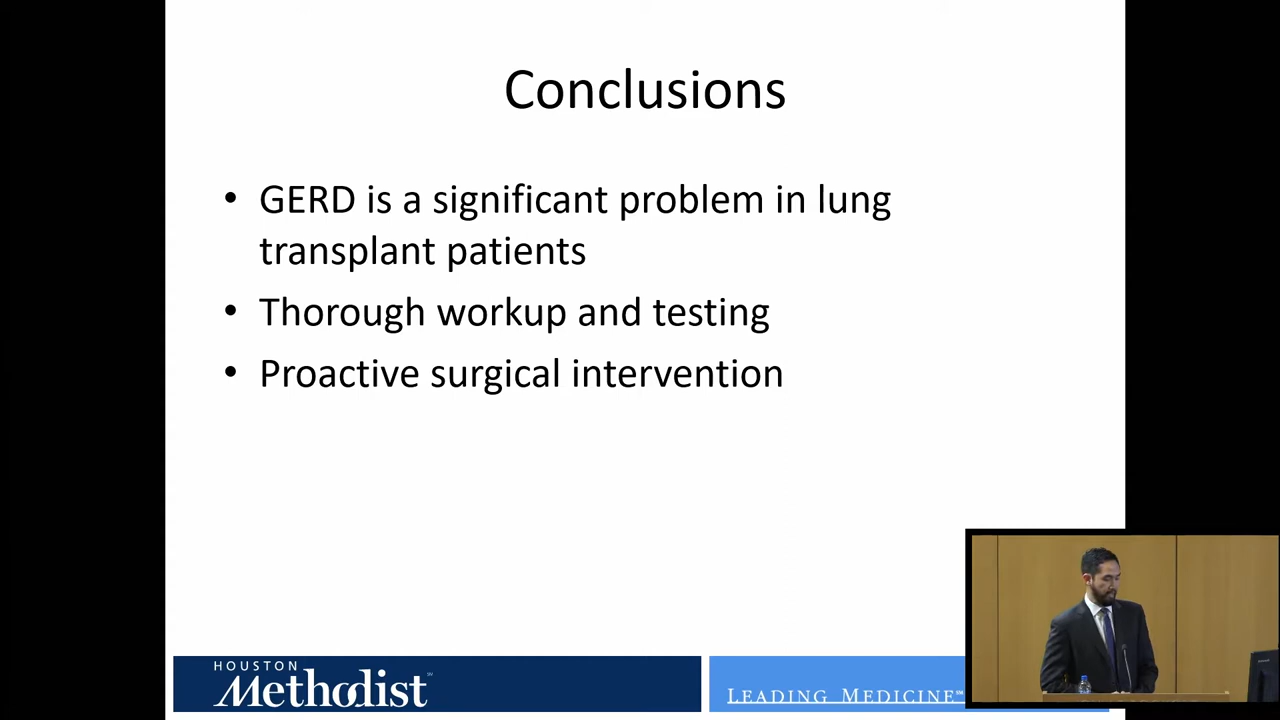 Conclusions
• GERD is a significant problem in lung
transplant patients
• Thorough workup and testing
• Proactive surgical intervention
HOUSTON
Methodist
LEADING MEDICINE